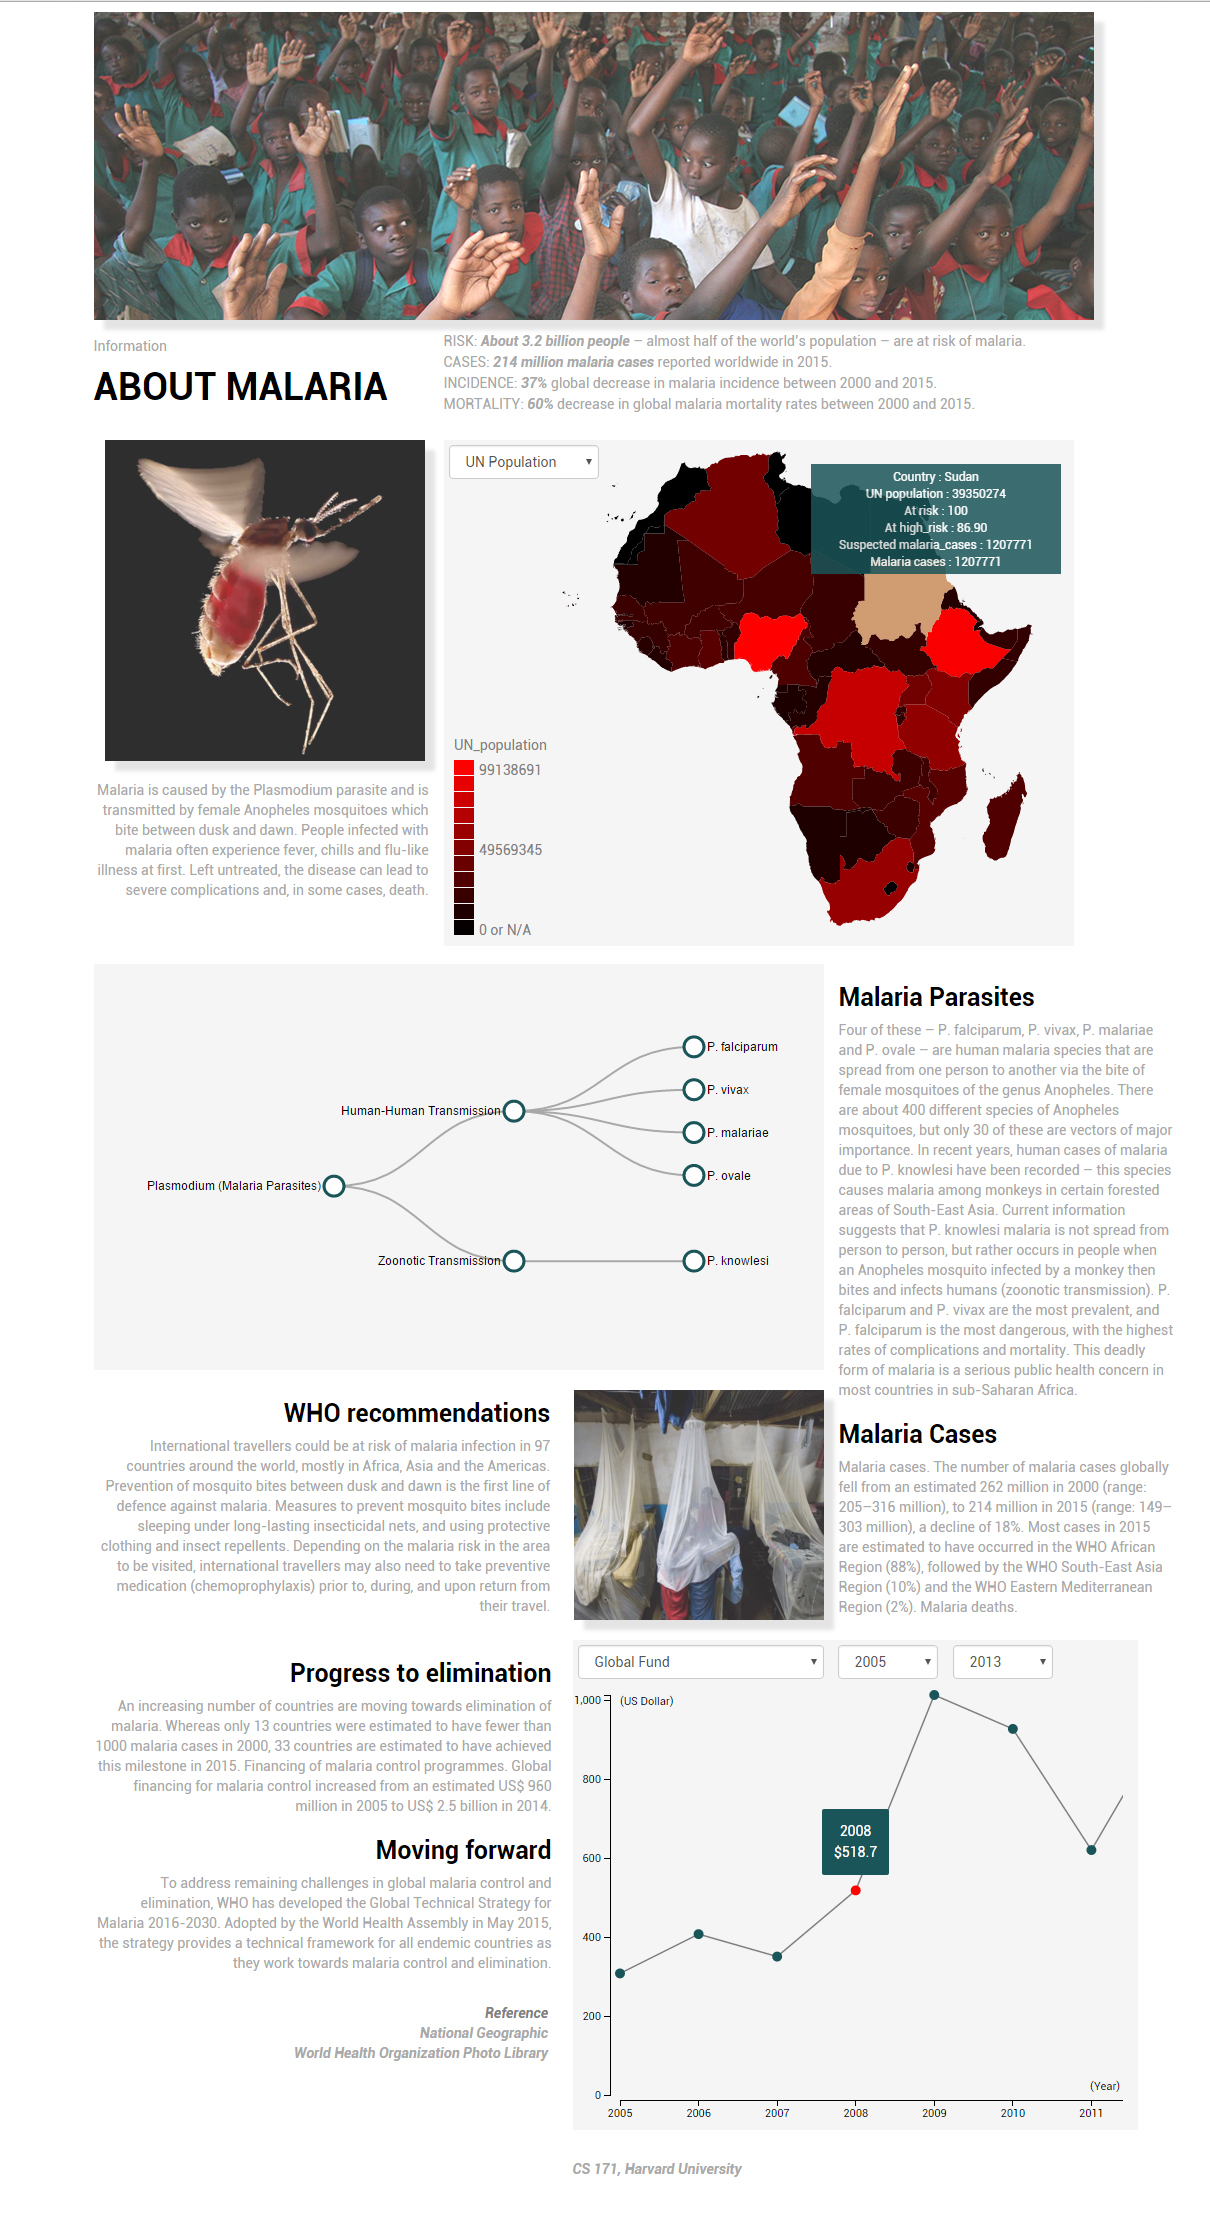 Information
ABOUT MALARIA
RISK: About 3.2 billion people – almost half of the world's population – are at risk of malaria.
CASES: 214 million malaria cases reported worldwide in 2015.
INCIDENCE: 37% global decrease in malaria incidence between 2000 and 2015.
MORTALITY: 60% decrease in global malaria mortality rates between 2000 and 2015.
Malaria is caused by the Plasmodium parasite and is
transmitted by female Anopheles mosquitoes which
bite between dusk and dawn. People infected with
malaria often experience fever, chills and flu-like
illness at first. Left untreated, the disease can lead to
severe complications and, in some cases, death.
UN Population
Country : Sudan
UN population : 39350274
At risk : 100
At high_risk : 86.90
Suspected malaria_cases : 1207771
Malaria cases : 1207771
UN_population
99138691
49569345
0 or N/A
Plasmodium (Malaria Parasites)
Human-Human Transmission
Zoonotic Transmission
P. falciparum
P. vivax
P. malariae
P. ovale
P. knowlesi
Malaria Parasites
Four of these – P. falciparum, P. vivax, P. malariae
and P. ovale – are human malaria species that are
spread from one person to another via the bite of
female mosquitoes of the genus Anopheles. There
are about 400 different species of Anopheles
mosquitoes, but only 30 of these are vectors of major
importance. In recent years, human cases of malaria
due to P. knowlesi have been recorded – this species
causes malaria among monkeys in certain forested
areas of South-East Asia. Current information
suggests that P. knowlesi malaria is not spread from
person to person, but rather occurs in people when
an Anopheles mosquito infected by a monkey then
bites and infects humans (zoonotic transmission). P.
falciparum and P. vivax are the most prevalent, and
P. falciparum is the most dangerous, with the highest
rates of complications and mortality. This deadly
form of malaria is a serious public health concern in
most countries in sub-Saharan Africa.
WHO recommendations
International travellers could be at risk of malaria infection in 97
countries around the world, mostly in Africa, Asia and the Americas.
Prevention of mosquito bites between dusk and dawn is the first line of
defence against malaria. Measures to prevent mosquito bites include
sleeping under long-lasting insecticidal nets, and using protective
clothing and insect repellents. Depending on the malaria risk in the area
to be visited, international travellers may also need to take preventive
medication (chemoprophylaxis) prior to, during, and upon return from
their travel.
Malaria Cases
Malaria cases. The number of malaria cases globally
fell from an estimated 262 million in 2000 (range:
205–316 million), to 214 million in 2015 (range: 149–
303 million), a decline of 18%. Most cases in 2015
are estimated to have occurred in the WHO African
Region (88%), followed by the WHO South-East Asia
Region (10%) and the WHO Eastern Mediterranean
Region (2%). Malaria deaths.
Progress to elimination
An increasing number of countries are moving towards elimination of
malaria. Whereas only 13 countries were estimated to have fewer than
1000 malaria cases in 2000, 33 countries are estimated to have achieved
this milestone in 2015. Financing of malaria control programmes. Global
financing for malaria control increased from an estimated US$ 960
million in 2005 to US$ 2.5 billion in 2014.
Moving forward
To address remaining challenges in global malaria control and
elimination, WHO has developed the Global Technical Strategy for
Malaria 2016-2030. Adopted by the World Health Assembly in May 2015,
the strategy provides a technical framework for all endemic countries as
they work towards malaria control and elimination.
Reference
National Geographic
World Health Organization Photo Library
Global Fund
2005
2013
(US Dollar)
1,000
800
600
400
200
0
2008
$518.7
(Year)
2005 2006 2007 2008 2009 2010 2011
CS 171, Harvard University